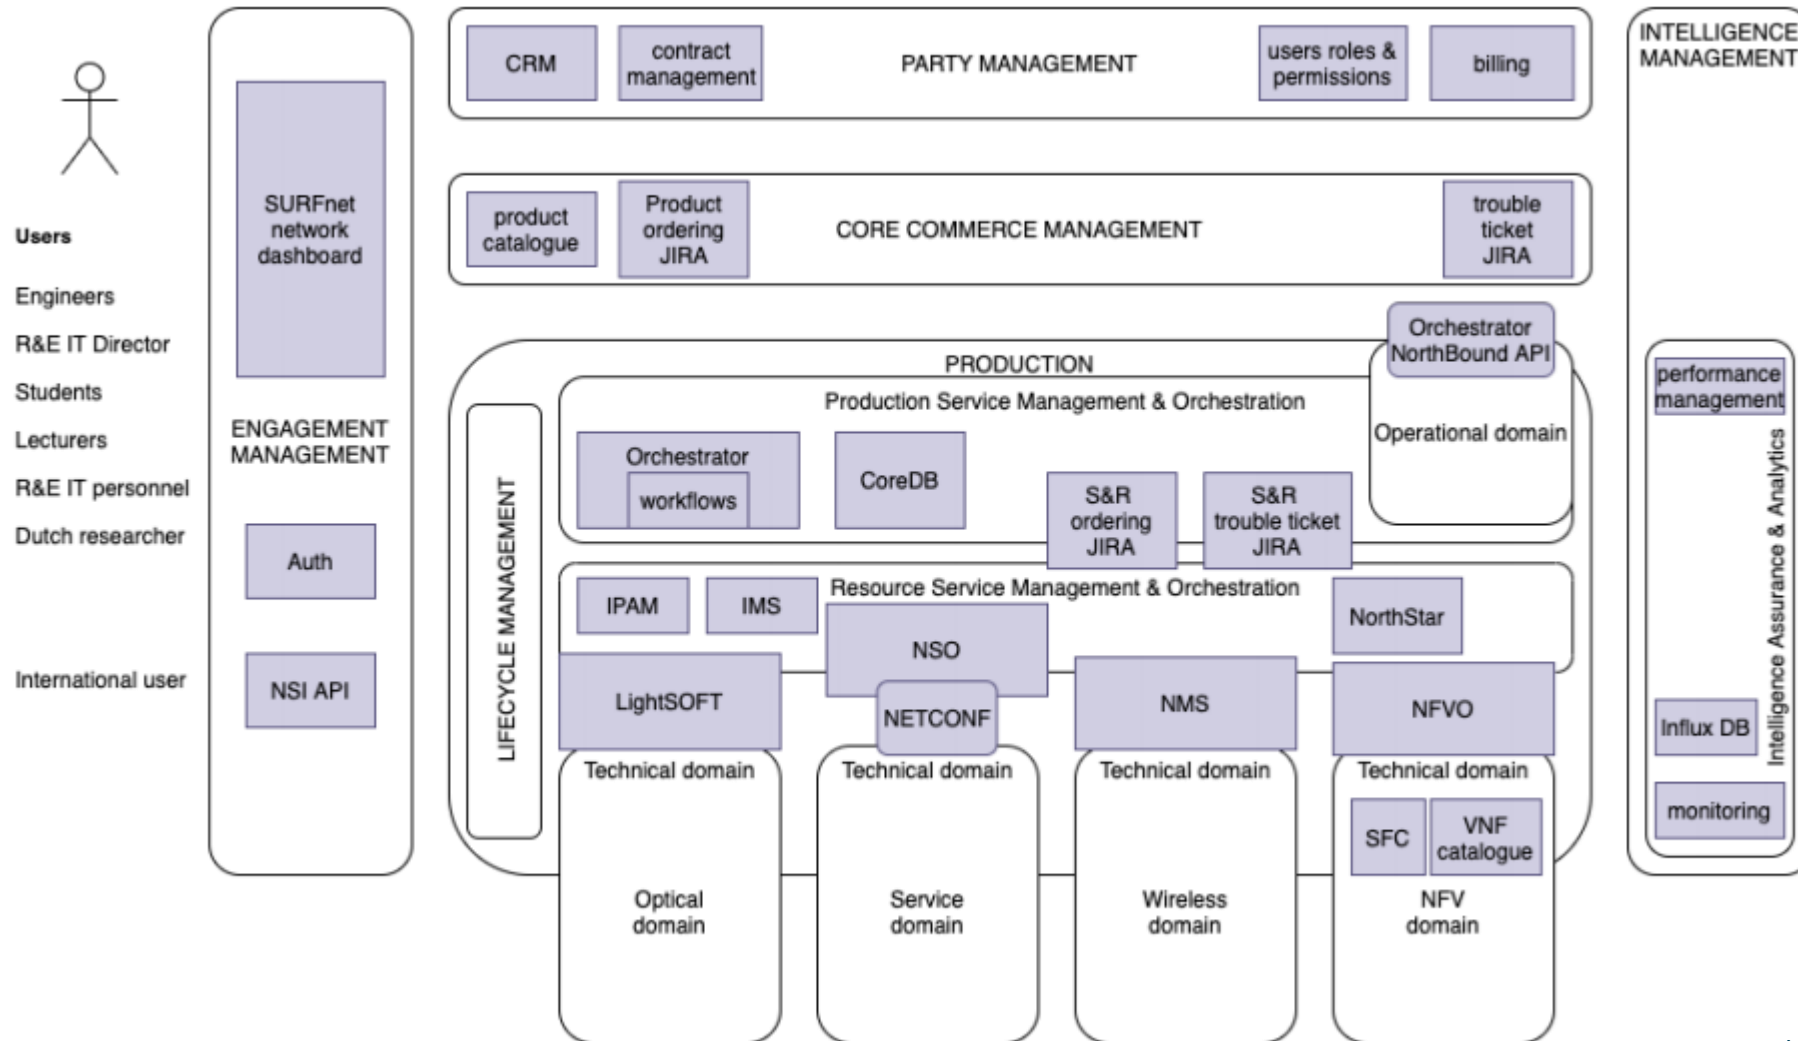 Users
Engineers
R&E IT Director
Students
Lecturers
R&E IT personnel
Dutch researcher
International user
SURFnet
network
dashboard
ENGAGEMENT
MANAGEMENT
Auth
NSI API
CRM
contract
management
PARTY MANAGEMENT
users roles &
permissions
billing
product
catalogue
Product
ordering
JIRA
CORE COMMERCE MANAGEMENT
trouble
ticket
JIRA
PRODUCTION
Orchestrator
NorthBound API
Operational domain
LIFECYCLE MANAGEMENT
Production Service Management & Orchestration
Orchestrator
workflows
CoreDB
S&R
ordering
JIRA
S&R
trouble ticket
JIRA
Resource Service Management & Orchestration
IPAM
IMS
NSO
NorthStar
LightSOFT
NETCONF
NMS
NFVO
Technical domain
Optical
domain
Technical domain
Service
domain
Technical domain
Wireless
domain
Technical domain
SFC
VNF
catalogue
NFV
domain
INTELLIGENCE
MANAGEMENT
performance
management
Intelligence Assurance & Analytics
Influx DB
monitoring